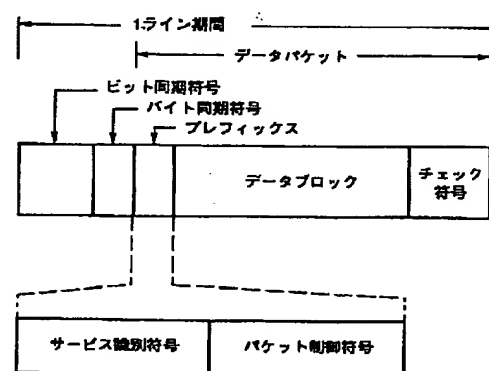 1ライン期間
データパケット
ビット同期符号
バイト同期符号
プレフィックス
データブロック
チェック
符号
サービス識別符号
パケット制御符号